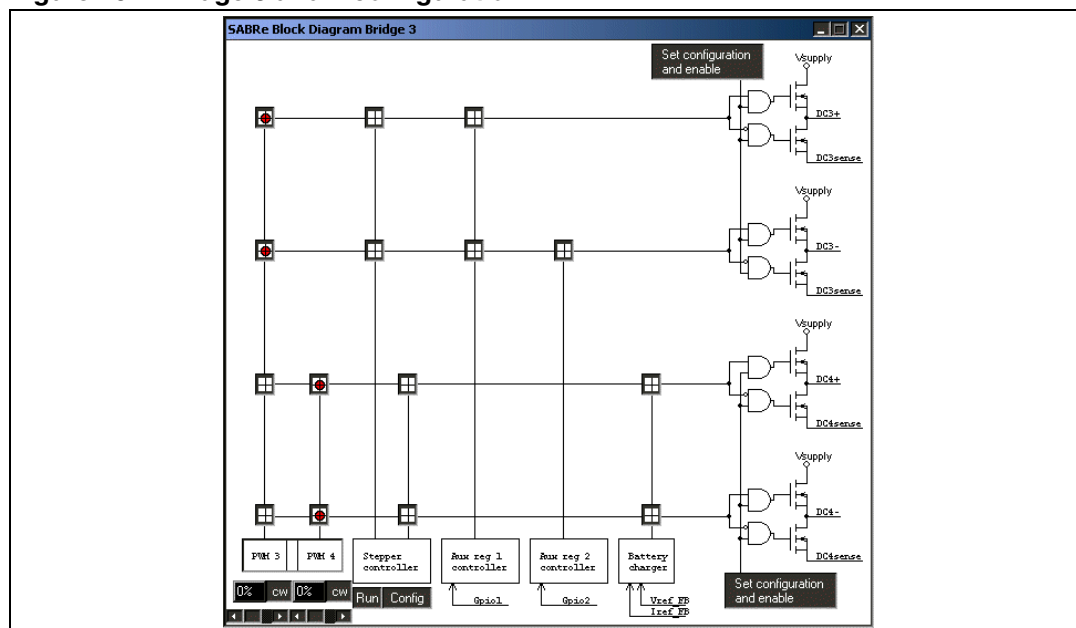 SABRe Block Diagram Bridge 3
Set configuration
and enable
Vsupply
DC3+
DC3sense
Vsupply
DC3-
DC3sense
Vsupply
DC4+
DC4sense
Vsupply
DC4-
DC4sense
PWM 3
PWM 4
Stepper
controller
Aux reg 1
controller
Aux reg 2
controller
Battery
charger
0% cw 0% cw
Run Config
Gpio1
Gpio2
Vref_FB
Iref_FB
Set configuration
and enable